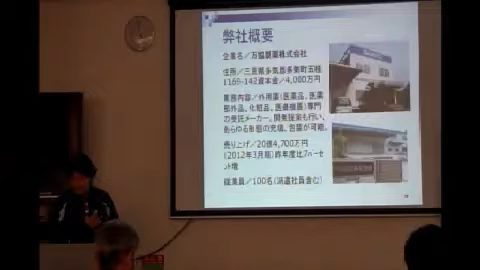 弊社概要
企業名／万協製薬株式会社
住所／三重県多気郡多気町五桂
1169-142資本金／4,000万円
業務内容／外用薬(医薬品、医薬
部外品、化粧品、医療機器)専門
の受託メーカー。開発提案も行い、
あらゆる形態の充填、包装が可能。
売り上げ／20億4,700万円
(2012年3月期)昨年度比7パーセ
ント増
従業員／100名(派遣社員含む)